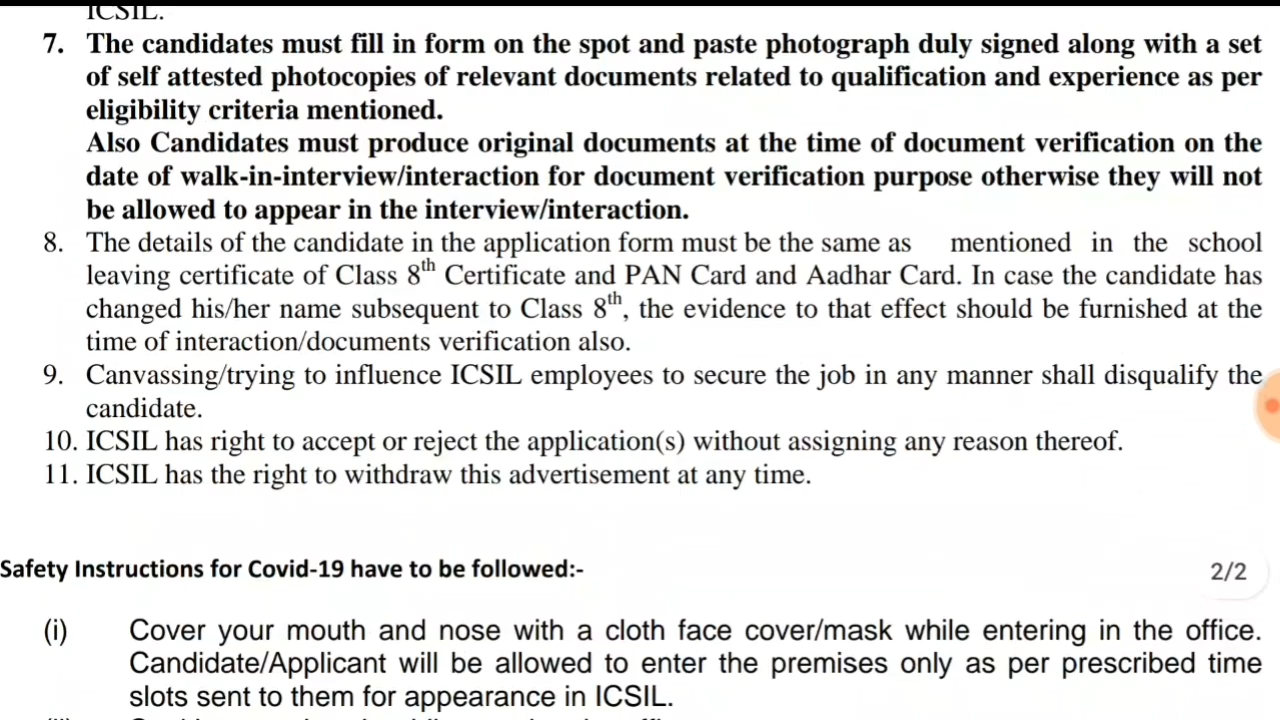 ICSIL.
7. The candidates must fill in form on the spot and paste photograph duly signed along with a set
of self attested photocopies of relevant documents related to qualification and experience as per
eligibility criteria mentioned.
Also Candidates must produce original documents at the time of document verification on the
date of walk-in-interview/interaction for document verification purpose otherwise they will not
be allowed to appear in the interview/interaction.
8. The details of the candidate in the application form must be the same as mentioned in the school
leaving certificate of Class 8th Certificate and PAN Card and Aadhar Card. In case the candidate has
changed his/her name subsequent to Class 8th, the evidence to that effect should be furnished at the
time of interaction/documents verification also.
9. Canvassing/trying to influence ICSIL employees to secure the job in any manner shall disqualify the
candidate.
10. ICSIL has right to accept or reject the application(s) without assigning any reason thereof.
11. ICSIL has the right to withdraw this advertisement at any time.
Safety Instructions for Covid-19 have to be followed:-
2/2
(i) Cover your mouth and nose with a cloth face cover/mask while entering in the office.
Candidate/Applicant will be allowed to enter the premises only as per prescribed time
slots sent to them for appearance in ICSIL.